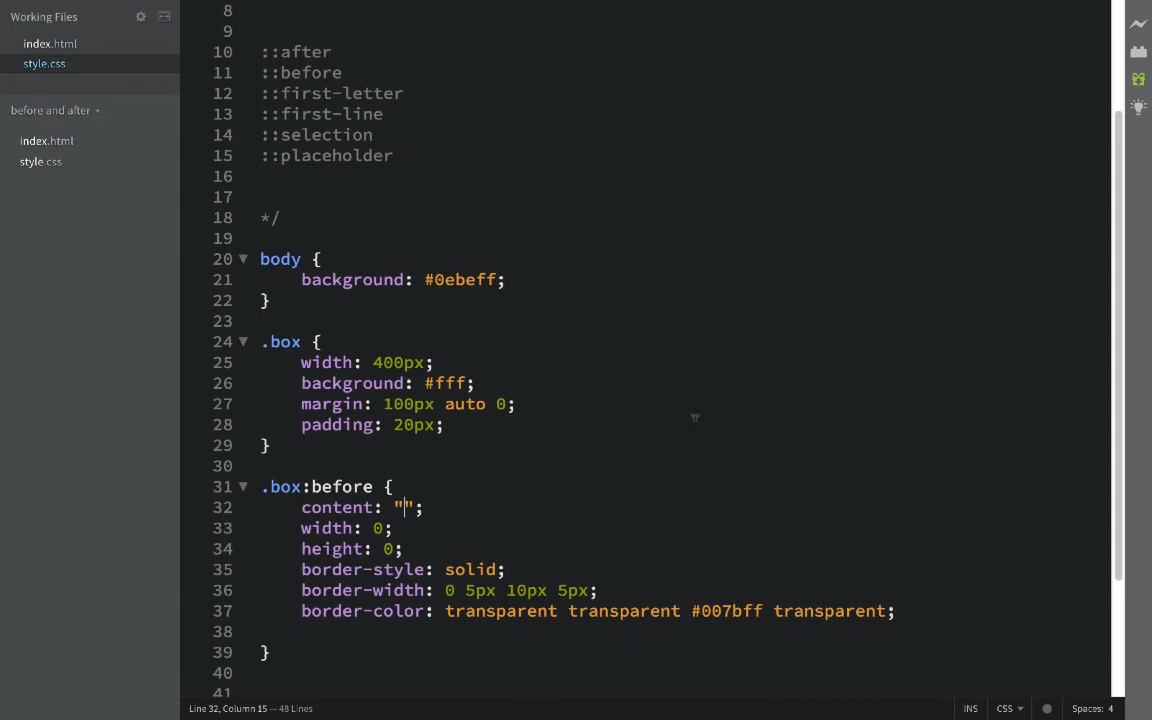 Working Files
index.html
style.css
before and after
index.html
style.css
8
9
10 ::after
11 ::before
12 ::first-letter
13 ::first-line
14 ::selection
15 ::placeholder
16
17
18 */
19
20 body {
21 background: #0ebeff;
22 }
23
24 .box {
25 width: 400px;
26 background: #fff;
27 margin: 100px auto 0;
28 padding: 20px;
29 }
30
31 .box:before {
32 content: "";
33 width: 0;
34 height: 0;
35 border-style: solid;
36 border-width: 0 5px 10px 5px;
37 border-color: transparent transparent #007bff transparent;
38
39 }
40
41
Line 32, Column 15 — 48 Lines INS CSS Spaces: 4